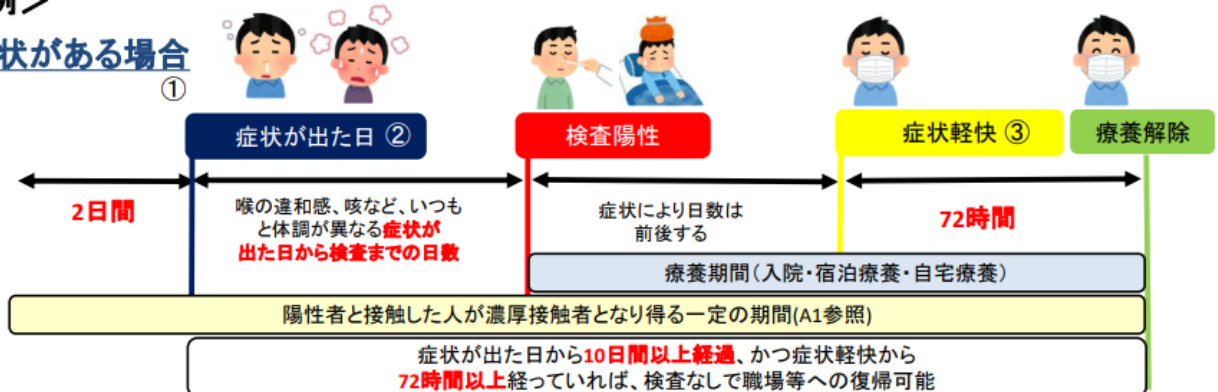 例＞
状がある場合
①
症状が出た日 ②
検査陽性
症状軽快 ③
療養解除
2日間
喉の違和感、咳など、いつも
と体調が異なる症状が
出た日から検査までの日数
症状により日数は
前後する
72時間
療養期間（入院・宿泊療養・自宅療養）
陽性者と接触した人が濃厚接触者となり得る一定の期間(A1参照)
症状が出た日から10日間以上経過、かつ症状軽快から
72時間以上経っていれば、検査なしで職場等への復帰可能